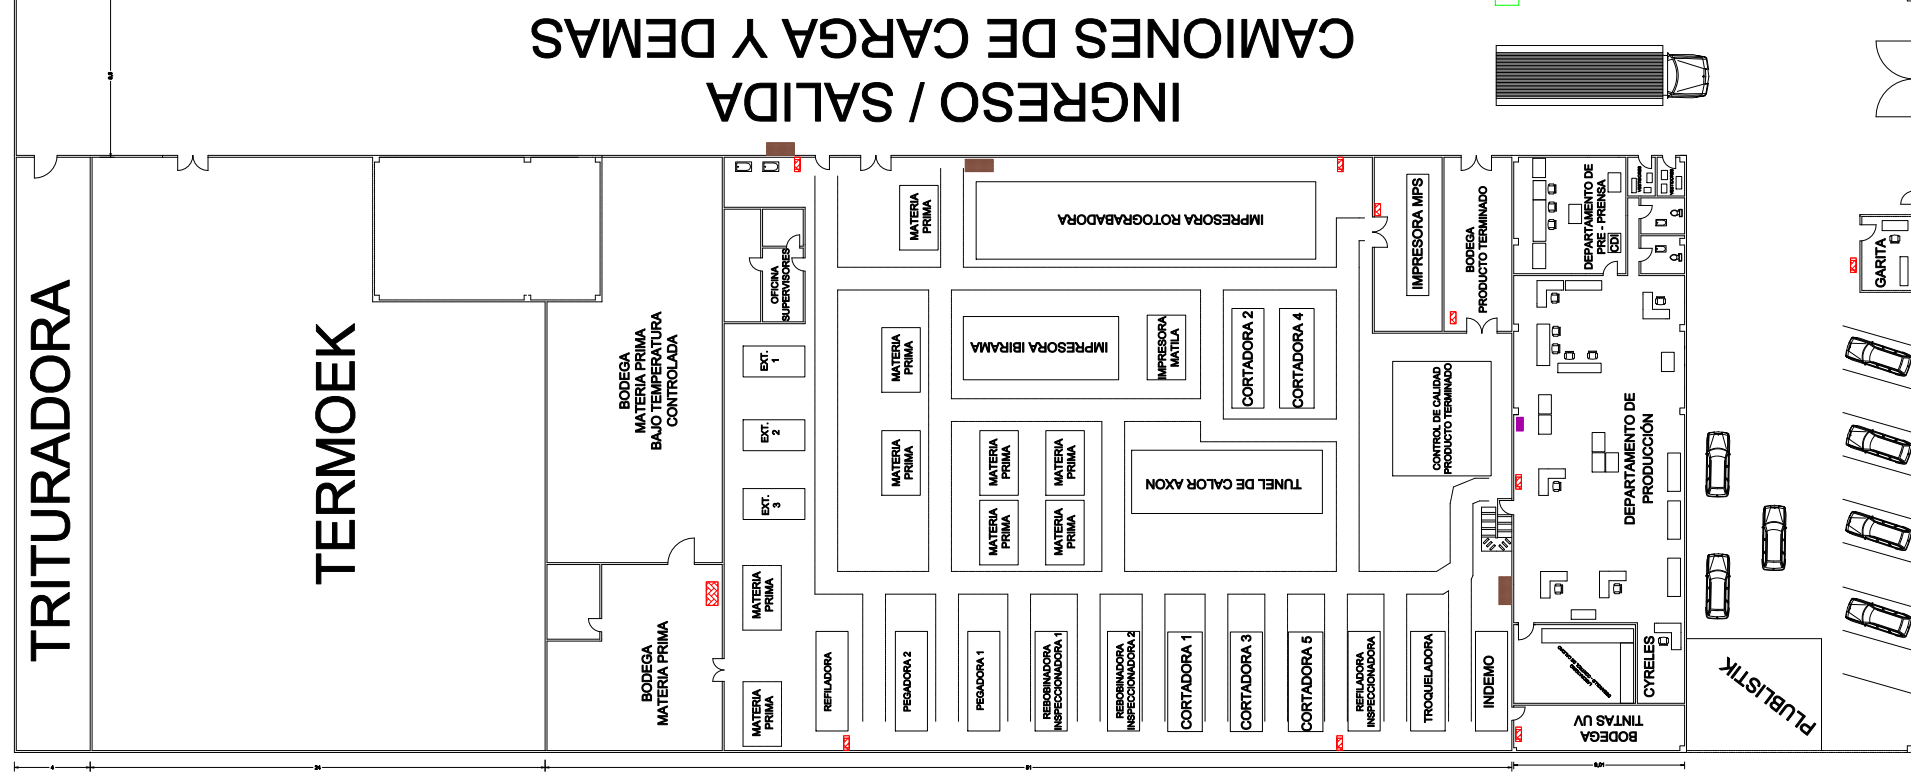 CAMIONES DE CARGA Y DEMAS
INGRESO / SALIDA
TRITURADORA
TERMOEK
BODEGA
MATERIA PRIMA
BAJO TEMPERATURA
CONTROLADA
BODEGA
MATERIA PRIMA
OFICINA
SUPERVISORES
EXT.
1
EXT.
2
EXT.
3
MATERIA
PRIMA
MATERIA
PRIMA
MATERIA
PRIMA
MATERIA
PRIMA
MATERIA
PRIMA
IMPRESORA ROTOGRABADORA
IMPRESORA IBIRAMA
IMPRESORA
MATILA
CORTADORA 2
CORTADORA 4
MATERIA
PRIMA
MATERIA
PRIMA
MATERIA
PRIMA
MATERIA
PRIMA
TUNEL DE CALOR AXON
IMPRESORA MPS
BODEGA
PRODUCTO TERMINADO
CONTROL DE CALIDAD
PRODUCTO TERMINADO
REFILADORA
PEGADORA 2
PEGADORA 1
REBOBINADORA
INSPECCIONADORA 1
REBOBINADORA
INSPECCIONADORA 2
CORTADORA 1
CORTADORA 3
CORTADORA 5
REFILADORA
INSPECCIONADORA
TROQUELADORA
INDEMO
DEPARTAMENTO DE
PRE - PRENSA
CDI
DEPARTAMENTO DE
PRODUCCIÓN
CYRELES
BODEGA
TINTAS UV
GARITA
PLUBLISTIK
4
24
51